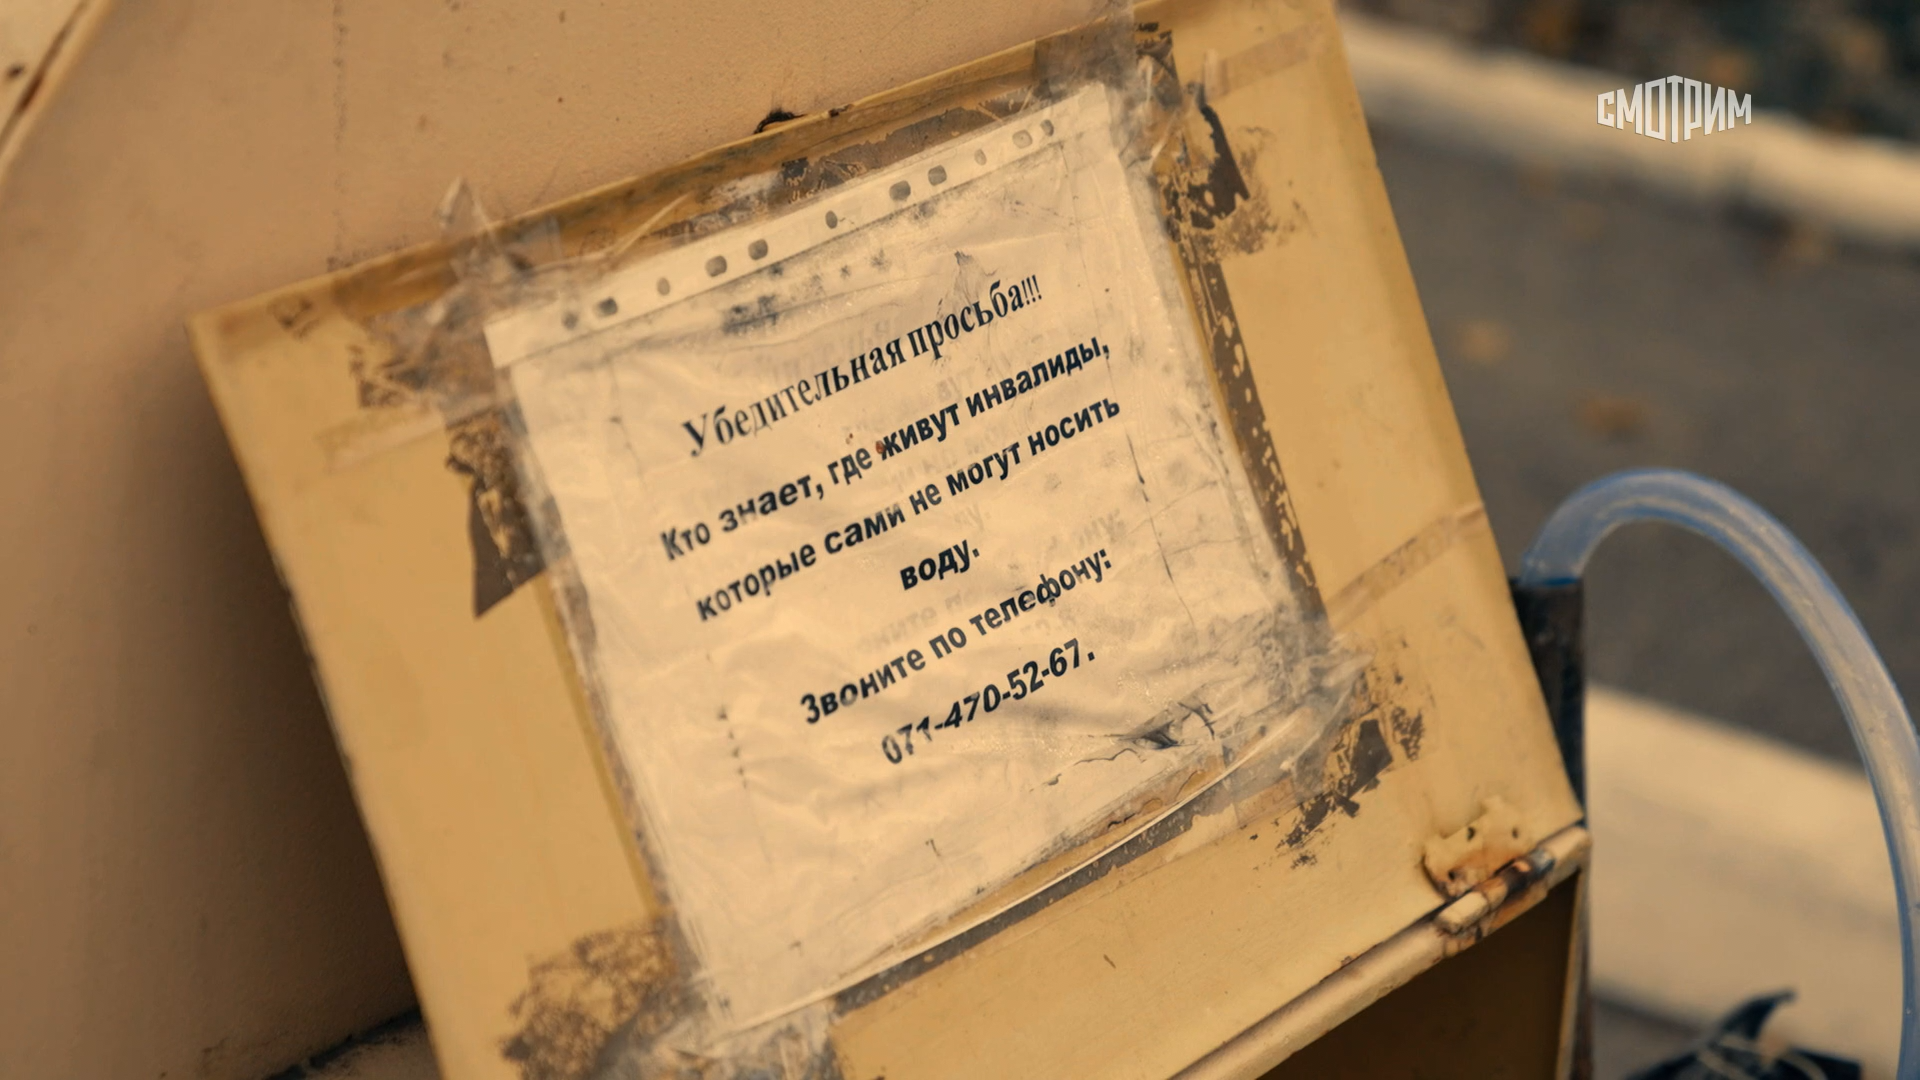 СМОТРИМ
Убедительная просьба!!!
Кто знает, где живут инвалиды,
которые сами не могут носить
воду.
Звоните по телефону:
071-470-52-67.